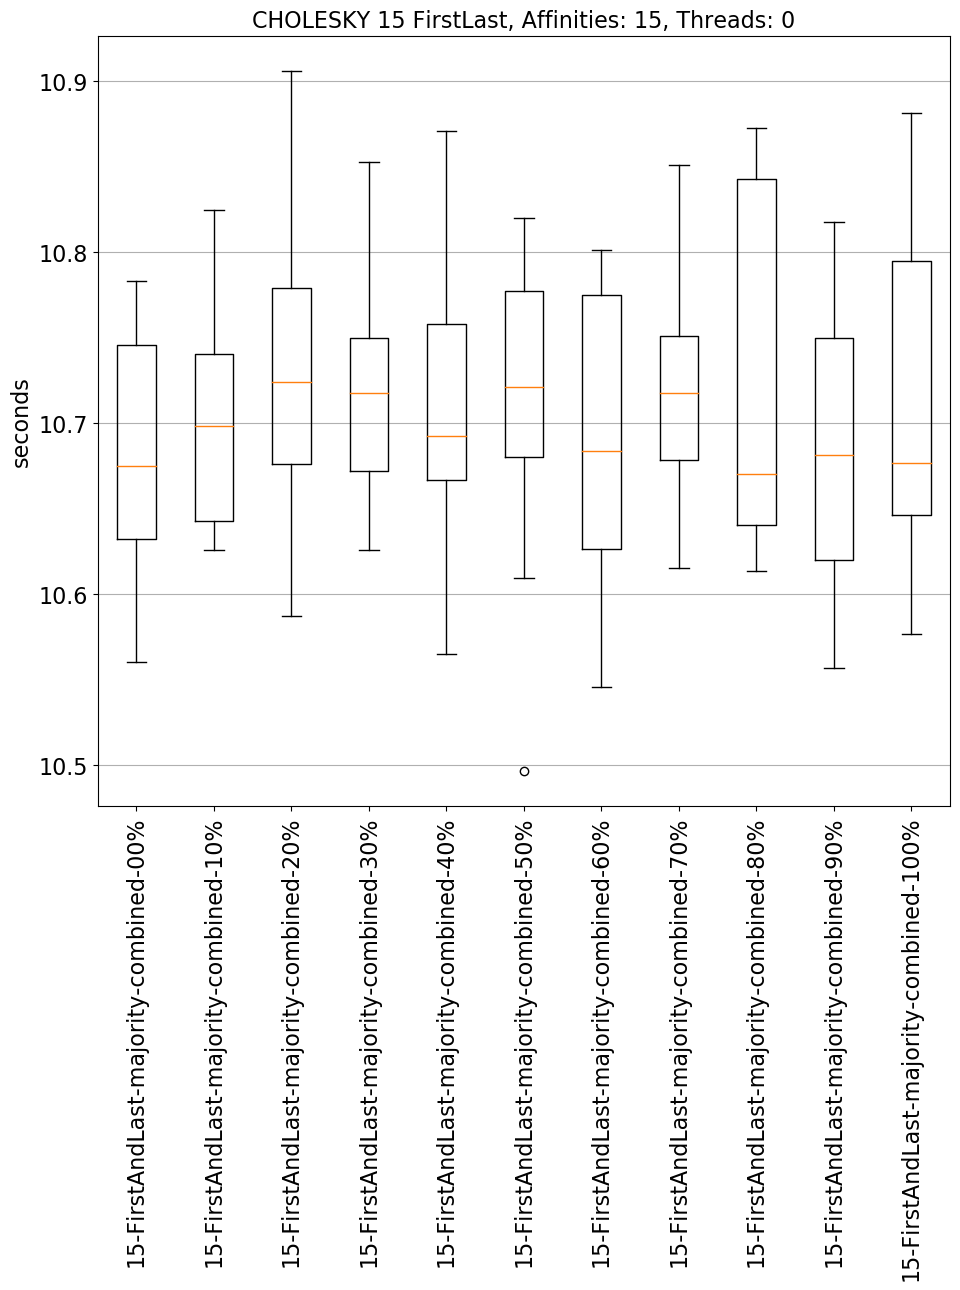 CHOLESKY 15 FirstLast, Affinities: 15, Threads: 0
10.9
10.8
10.7
10.6
10.5
seconds
15-FirstAndLast-majority-combined-00%
15-FirstAndLast-majority-combined-10%
15-FirstAndLast-majority-combined-20%
15-FirstAndLast-majority-combined-30%
15-FirstAndLast-majority-combined-40%
15-FirstAndLast-majority-combined-50%
15-FirstAndLast-majority-combined-60%
15-FirstAndLast-majority-combined-70%
15-FirstAndLast-majority-combined-80%
15-FirstAndLast-majority-combined-90%
15-FirstAndLast-majority-combined-100%